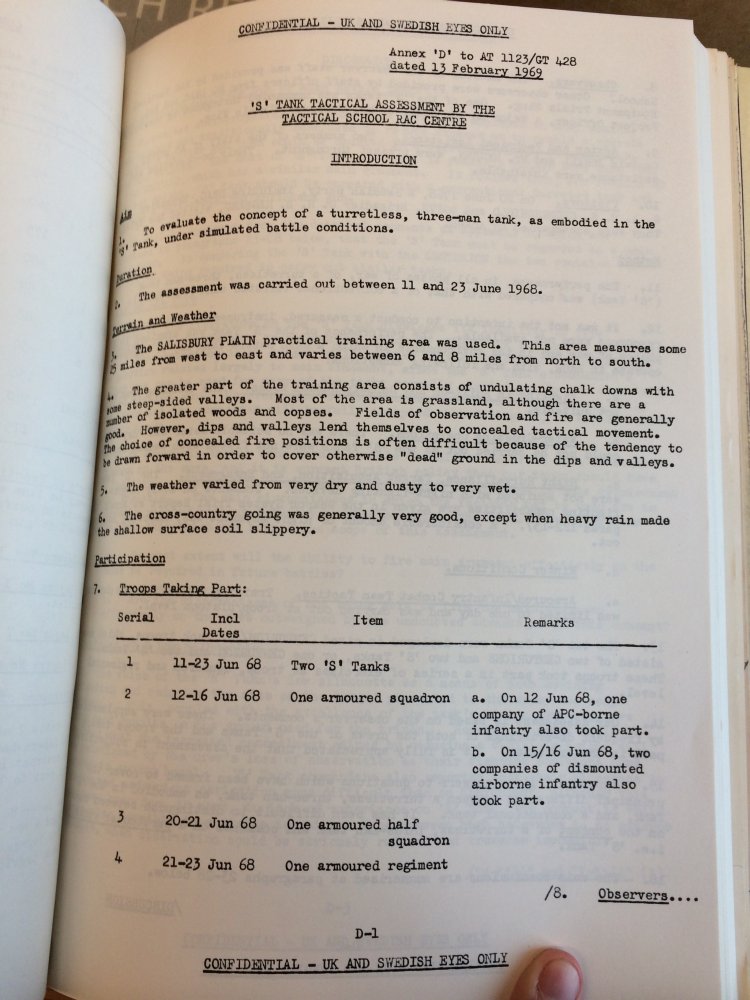 CONFIDENTIAL - UK AND SWEDISH EYES ONLY
Annex 'D' to AT 1123/GT 428
dated 13 February 1969
'S' TANK TACTICAL ASSESSMENT BY THE
TACTICAL SCHOOL RAC CENTRE
INTRODUCTION
Aim
1. To evaluate the concept of a turretless, three-man tank, as embodied in the
'S' Tank, under simulated battle conditions.
Duration.
2. The assessment was carried out between 11 and 23 June 1968.
Terrain and Weather
3. The SALISBURY PLAIN practical training area was used. This area measures some
25 miles from west to east and varies between 6 and 8 miles from north to south.
4. The greater part of the training area consists of undulating chalk downs with
some steep-sided valleys. Most of the area is grassland, although there are a
number of isolated woods and copses. Fields of observation and fire are generally
good. However, dips and valleys lend themselves to concealed tactical movement.
The choice of concealed fire positions is often difficult because of the tendency to
be drawn forward in order to cover otherwise "dead" ground in the dips and valleys.
5. The weather varied from very dry and dusty to very wet.
6. The cross-country going was generally very good, except when heavy rain made
the shallow surface soil slippery.
Participation
7. Troops Taking Part:
Serial Incl Dates Item Remarks
1 11-23 Jun 68 Two 'S' Tanks
2 12-16 Jun 68 One armoured squadron a. On 12 Jun 68, one
company of APC-borne
infantry also took part.
b. On 15/16 Jun 68, two
companies of dismounted
airborne infantry also
took part.
3 20-21 Jun 68 One armoured half
squadron
4 21-23 Jun 68 One armoured regiment
/8. Observers....
D-1
CONFIDENTIAL - UK AND SWEDISH EYES ONLY